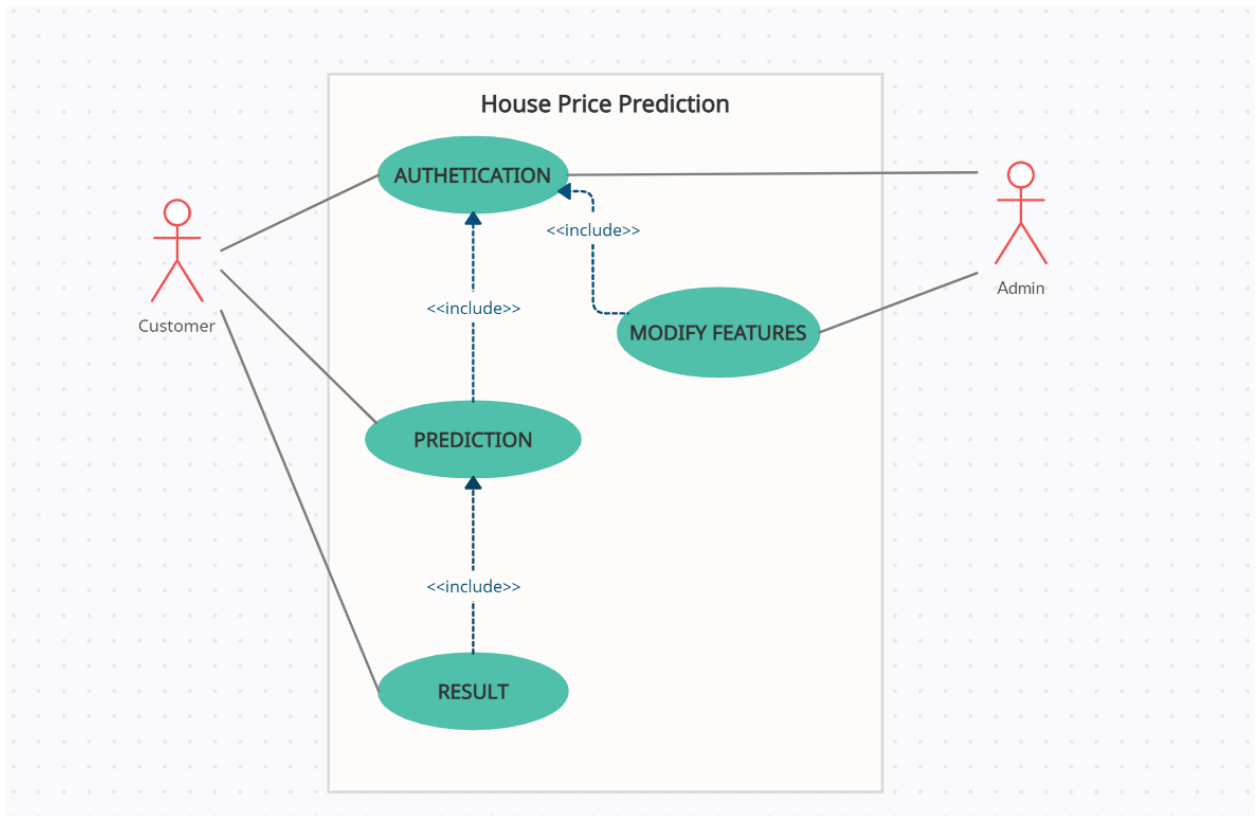 House Price Prediction
AUTHETICATION
<<include>>
Customer
Admin
<<include>>
MODIFY FEATURES
PREDICTION
<<include>>
RESULT